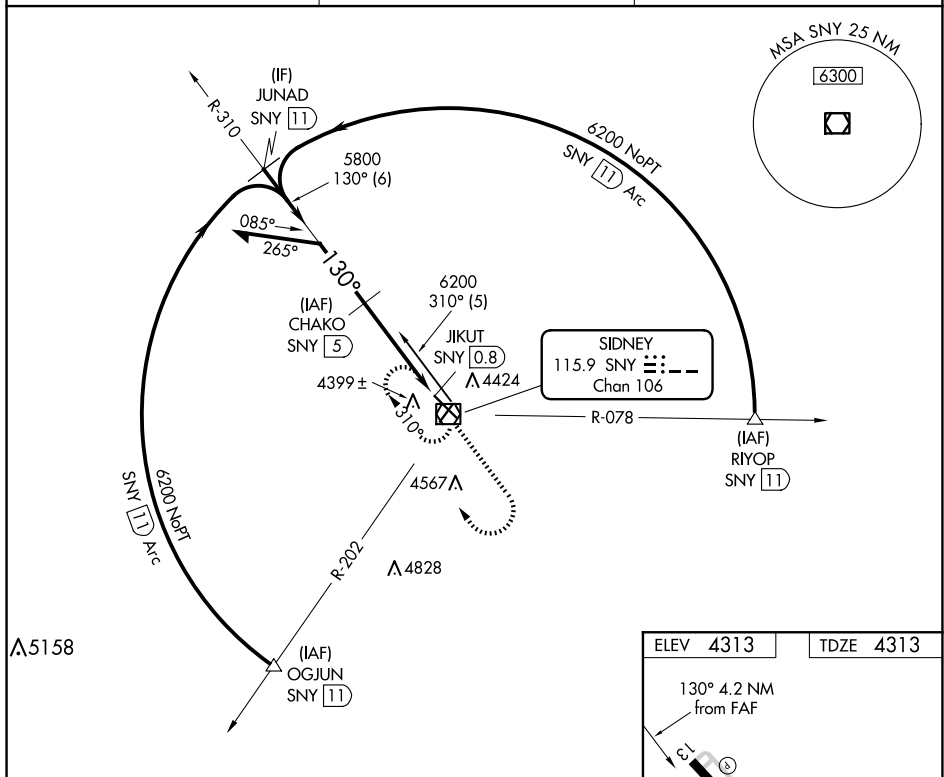 MSA SNY 25 NM
6300
(IF)
JUNAD
SNY 11
R-310
5800
130° (6)
6200 NoPT
SNY 11 Arc
085°
265°
130°
(IAF)
CHAKO
SNY 5
6200
310° (5)
JIKUT
SNY 0.8
4424
4399 ±
310°
SIDNEY
115.9 SNY
Chan 106
R-078
(IAF)
RIYOP
SNY 11
4567
6200 NoPT
SNY 11 Arc
R-202
4828
5158
(IAF)
OGJUN
SNY 11
ELEV 4313
TDZE 4313
130° 4.2 NM
from FAF
13
P